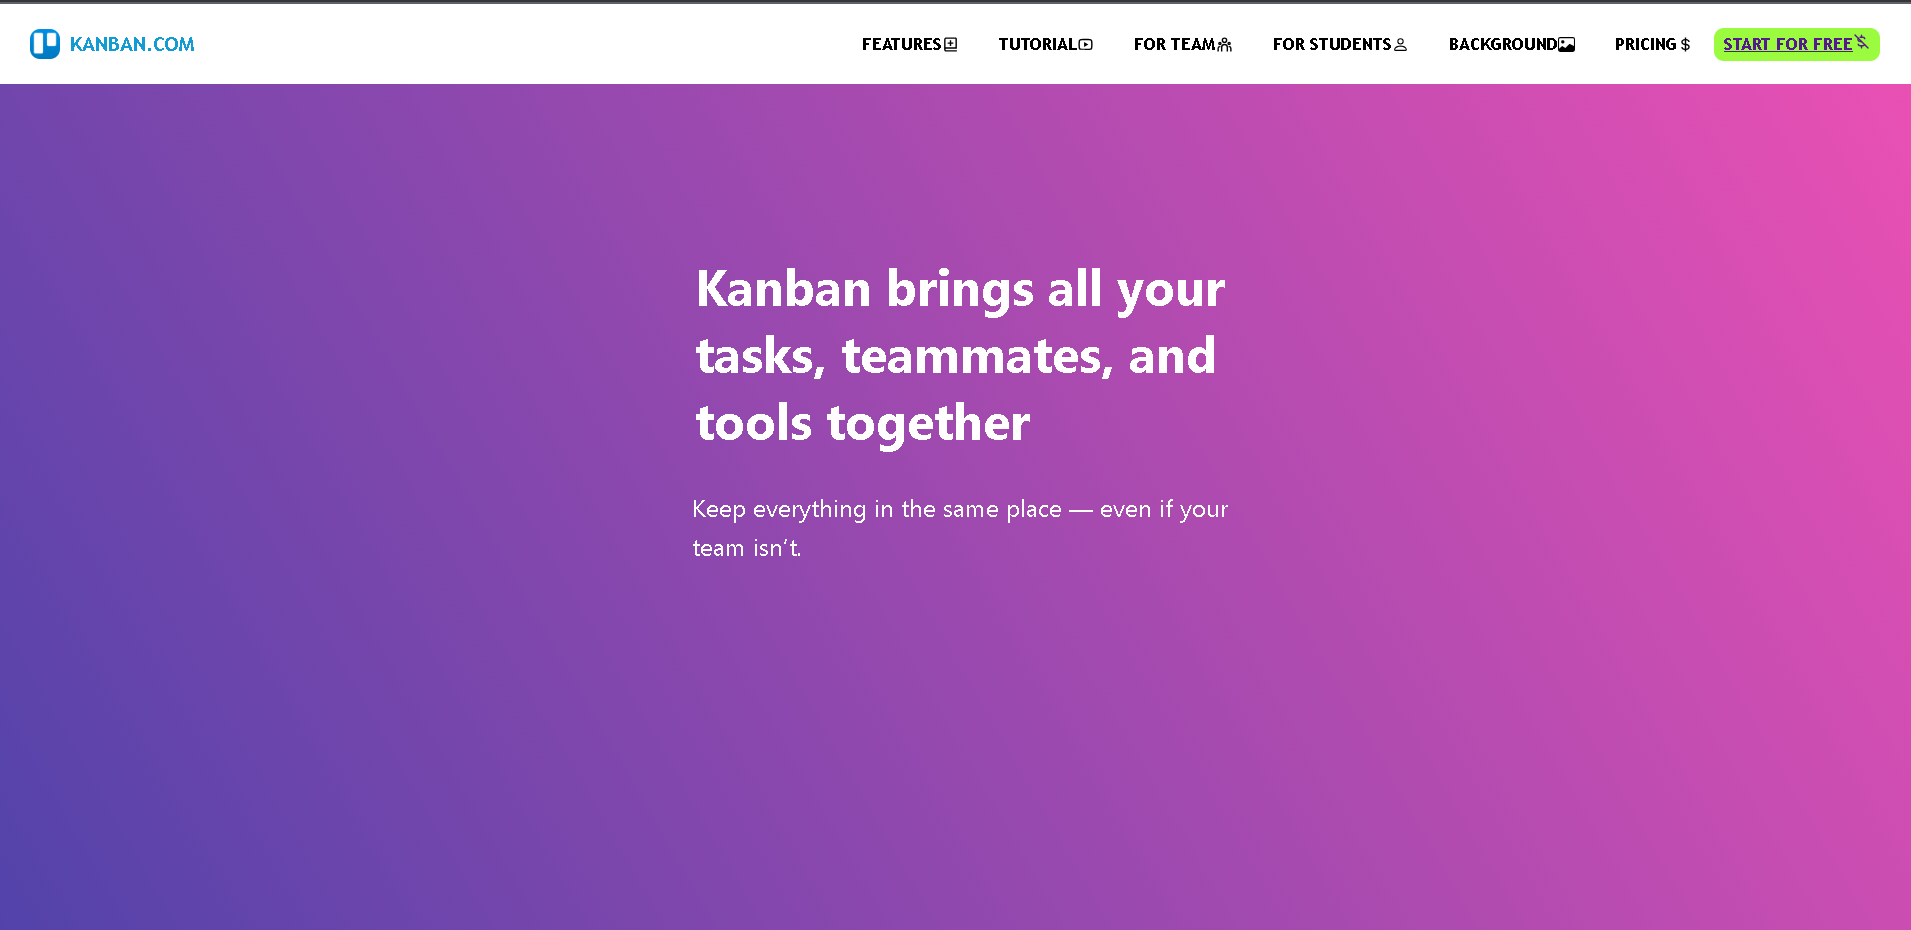 KANBAN.COM
FEATURES TUTORIAL FOR TEAM FOR STUDENTS BACKGROUND PRICING $ START FOR FREE
Kanban brings all your
tasks, teammates, and
tools together
Keep everything in the same place — even if your
team isn’t.